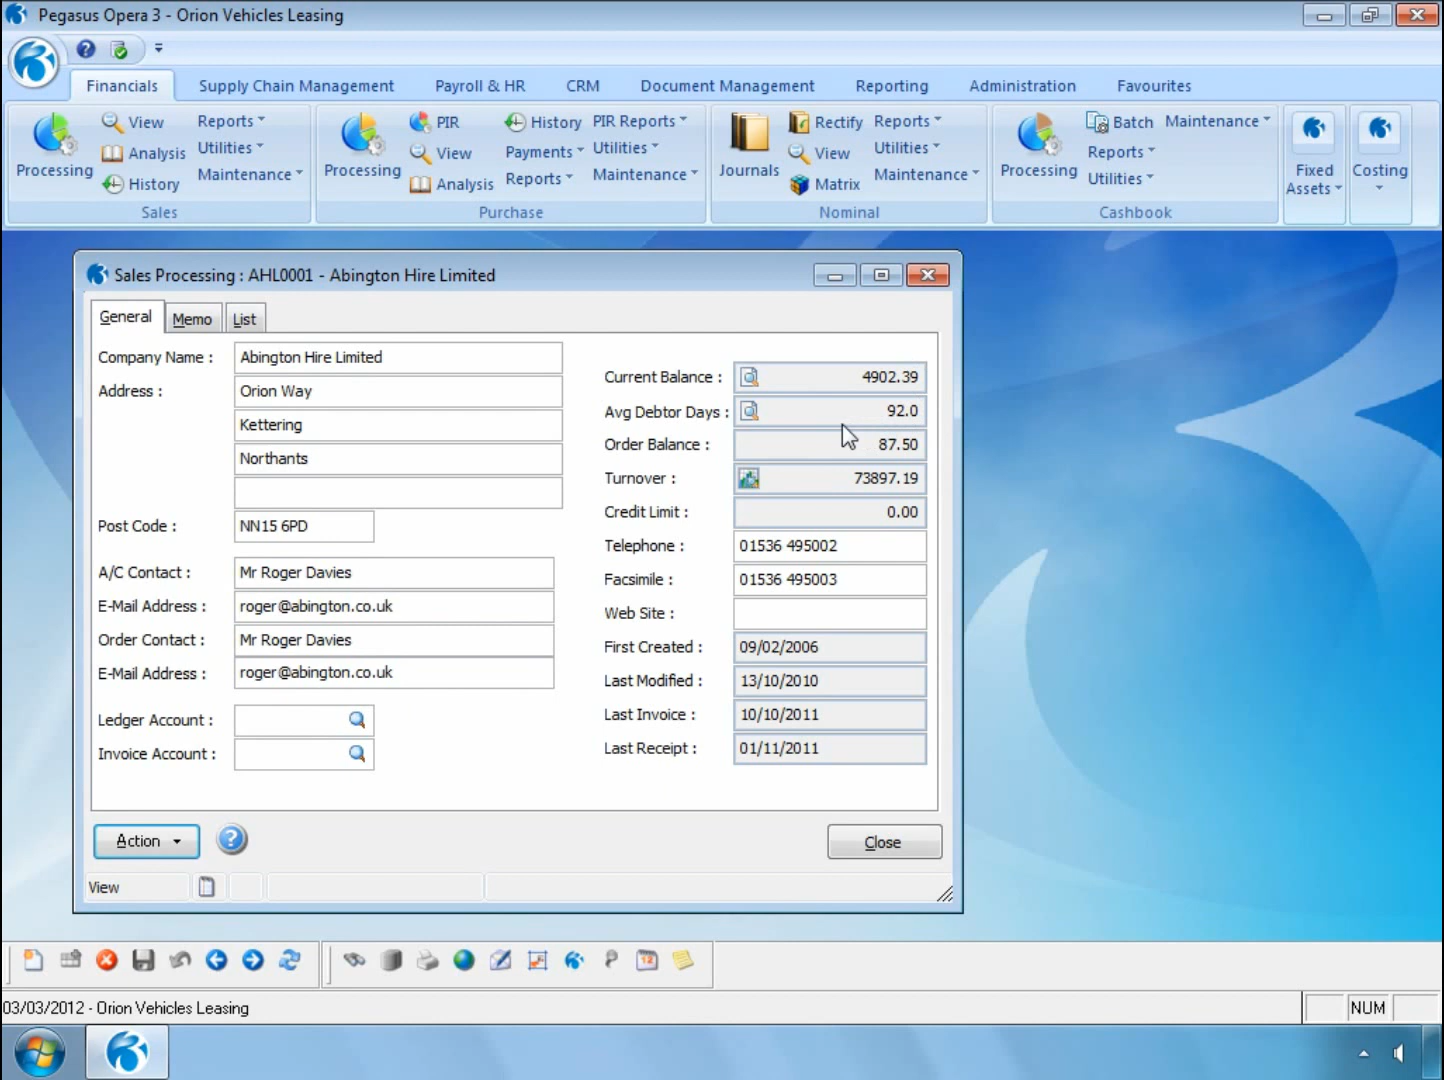 Pegasus Opera 3 - Orion Vehicles Leasing
Financials Supply Chain Management Payroll & HR CRM Document Management Reporting Administration Favourites
Processing
View
Analysis
History
Reports
Utilities
Maintenance
Sales
Processing
PIR
View
Analysis
History
Payments
Reports
PIR Reports
Utilities
Maintenance
Purchase
Journals
Rectify
View
Matrix
Reports
Utilities
Maintenance
Nominal
Processing
Batch
Reports
Utilities
Maintenance
Cashbook
Fixed
Assets
Costing
Sales Processing : AHL0001 - Abington Hire Limited
General Memo List
Company Name : Abington Hire Limited
Address : Orion Way
Kettering
Northants
Post Code : NN15 6PD
A/C Contact : Mr Roger Davies
E-Mail Address : roger@abington.co.uk
Order Contact : Mr Roger Davies
E-Mail Address : roger@abington.co.uk
Ledger Account :
Invoice Account :
Current Balance : 4902.39
Avg Debtor Days : 92.0
Order Balance : 87.50
Turnover : 73897.19
Credit Limit : 0.00
Telephone : 01536 495002
Facsimile : 01536 495003
Web Site :
First Created : 09/02/2006
Last Modified : 13/10/2010
Last Invoice : 10/10/2011
Last Receipt : 01/11/2011
Action
Close
View
12
03/03/2012 - Orion Vehicles Leasing
NUM